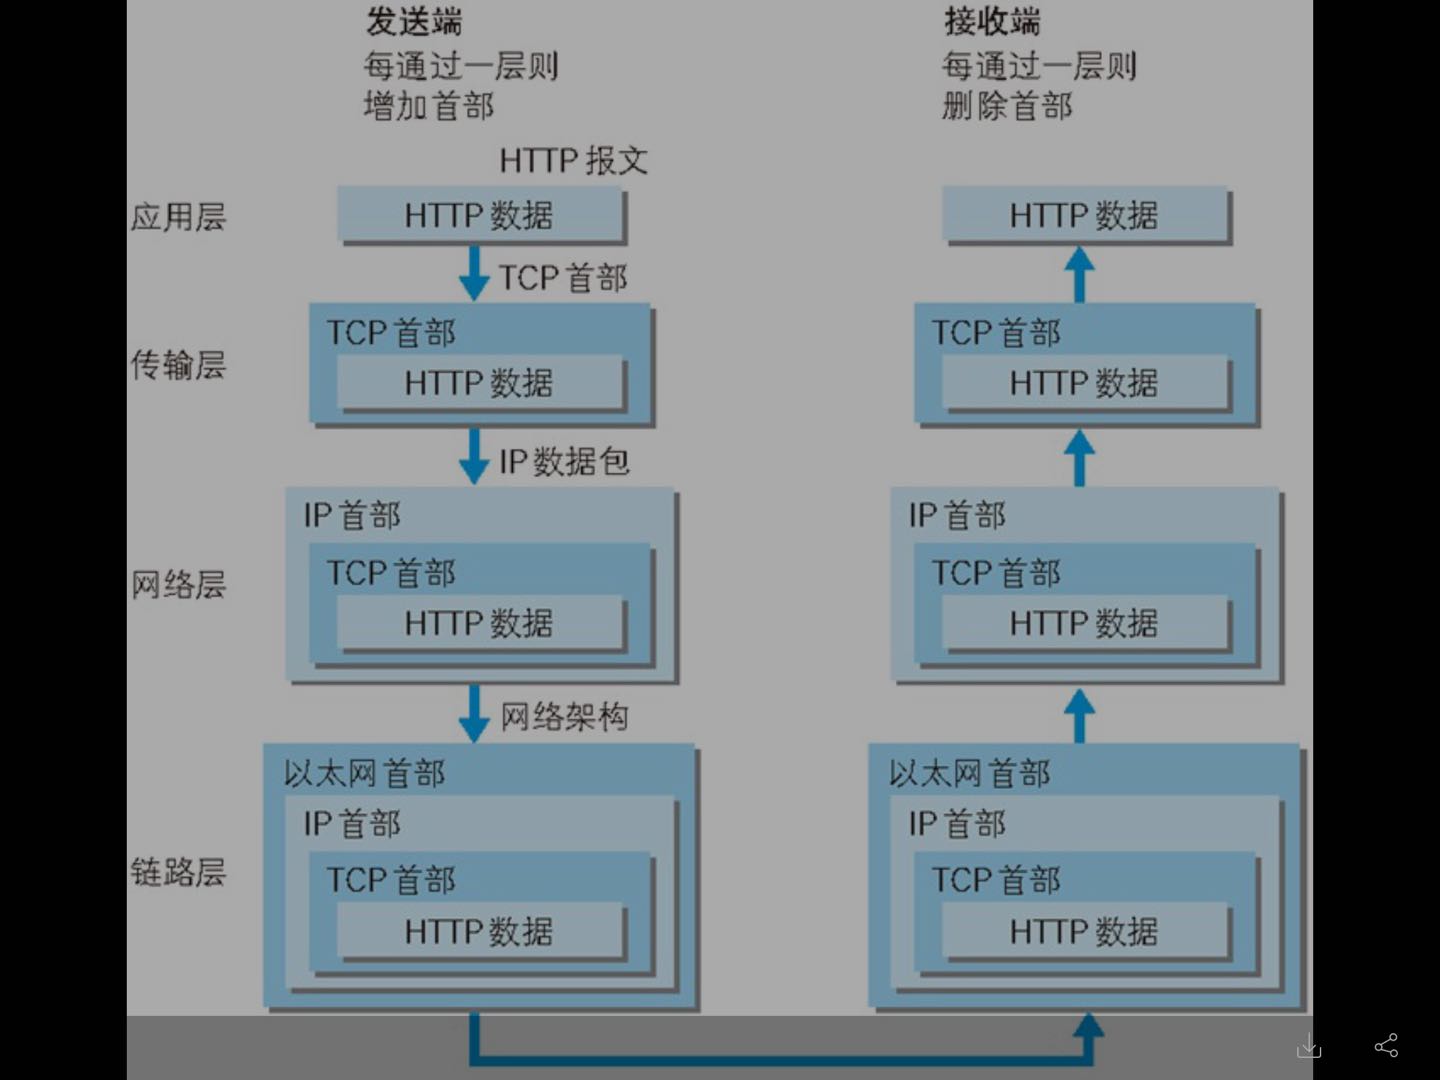 发送端
每通过一层则
增加首部
接收端
每通过一层则
删除首部
HTTP 报文
应用层
HTTP 数据
HTTP 数据
TCP 首部
传输层
TCP 首部
HTTP 数据
TCP 首部
HTTP 数据
IP 数据包
网络层
IP 首部
TCP 首部
HTTP 数据
IP 首部
TCP 首部
HTTP 数据
网络架构
链路层
以太网首部
IP 首部
TCP 首部
HTTP 数据
以太网首部
IP 首部
TCP 首部
HTTP 数据